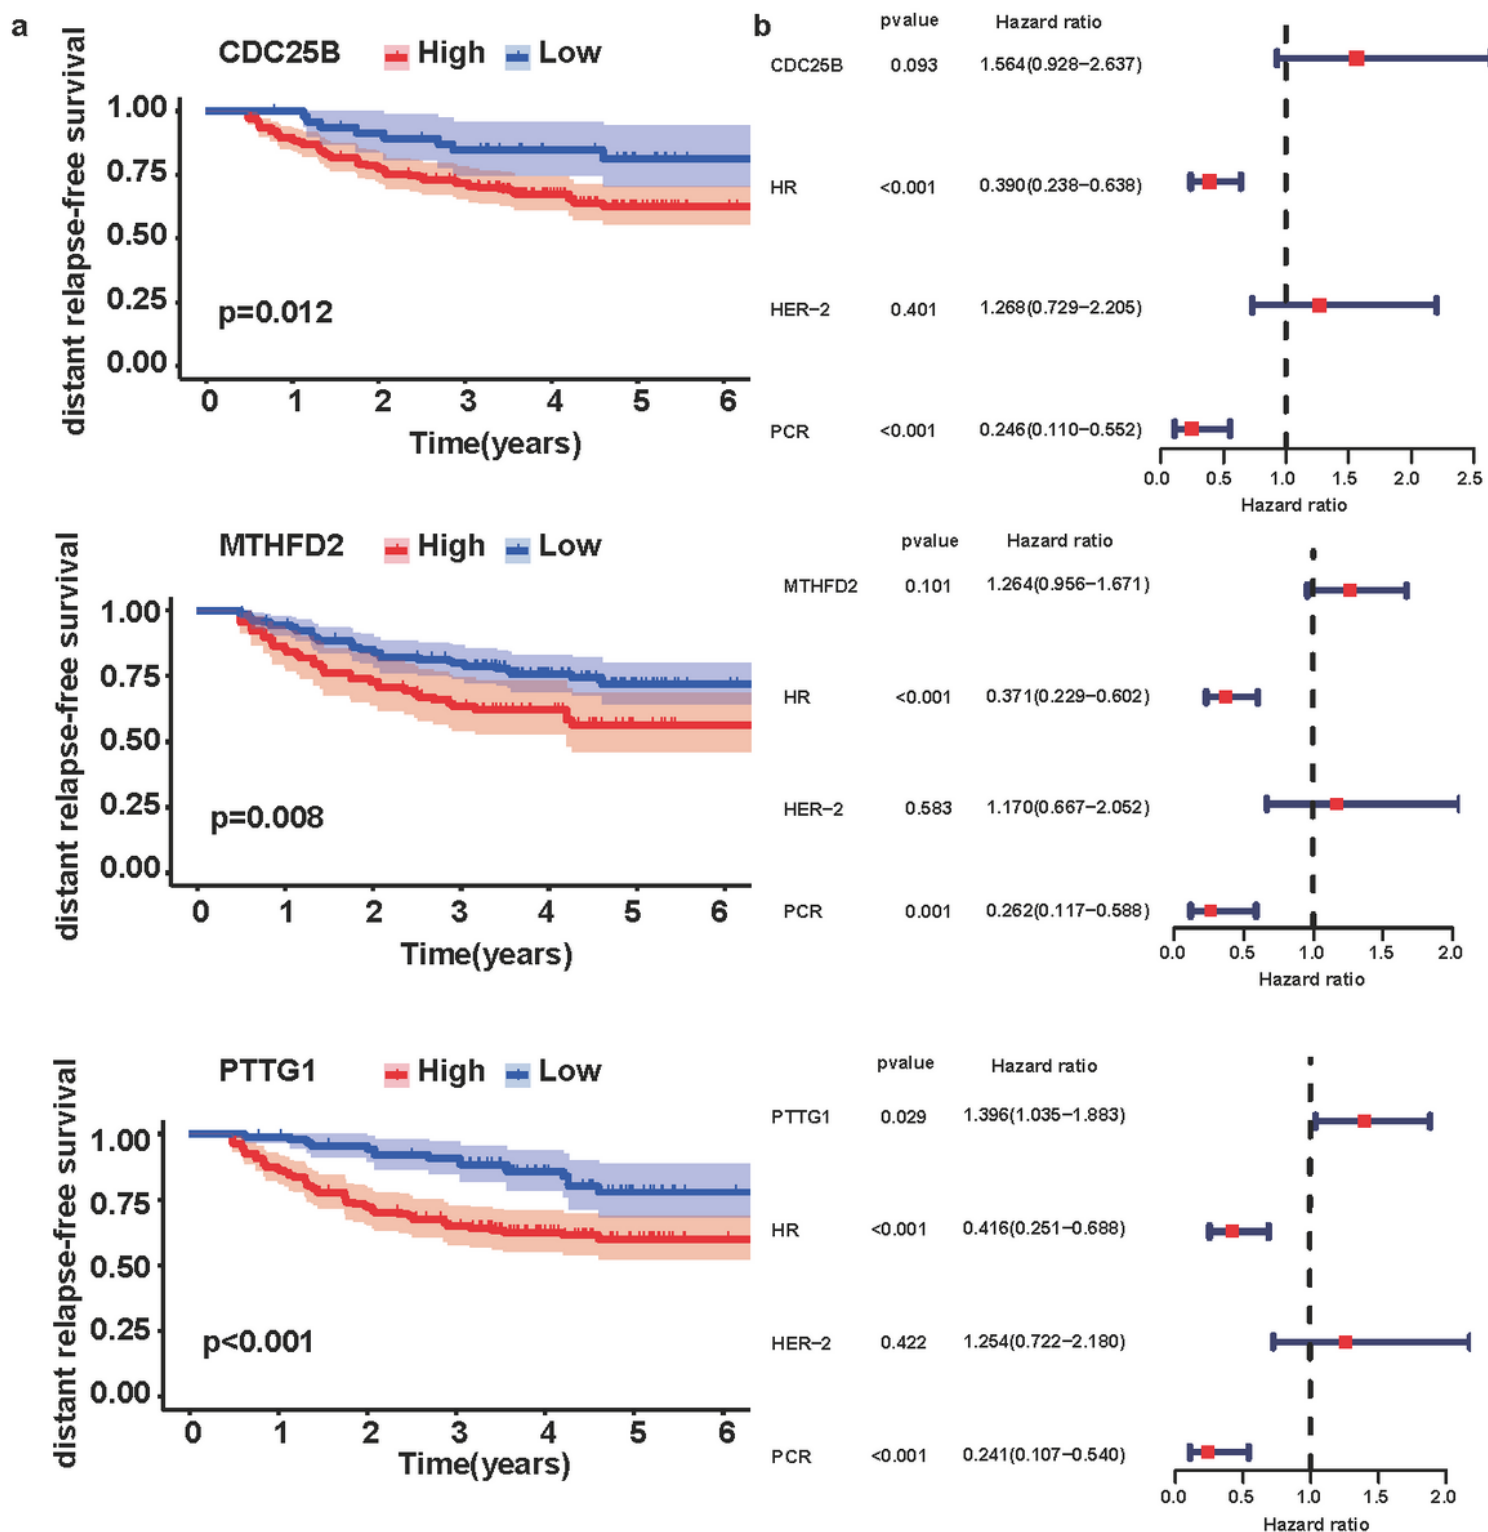 a
CDC25B High Low
distant relapse-free survival
1.00
0.75
0.50
0.25
0.00
p=0.012
0 1 2 3 4 5 6
Time(years)
b
pvalue Hazard ratio
CDC25B 0.093 1.564(0.928−2.637)
HR <0.001 0.390(0.238−0.638)
HER−2 0.401 1.268(0.729−2.205)
PCR <0.001 0.246(0.110−0.552)
0.0 0.5 1.0 1.5 2.0 2.5
Hazard ratio
MTHFD2 High Low
distant relapse-free survival
1.00
0.75
0.50
0.25
0.00
p=0.008
0 1 2 3 4 5 6
Time(years)
pvalue Hazard ratio
MTHFD2 0.101 1.264(0.956−1.671)
HR <0.001 0.371(0.229−0.602)
HER−2 0.583 1.170(0.667−2.052)
PCR 0.001 0.262(0.117−0.588)
0.0 0.5 1.0 1.5 2.0
Hazard ratio
PTTG1 High Low
distant relapse-free survival
1.00
0.75
0.50
0.25
0.00
p<0.001
0 1 2 3 4 5 6
Time(years)
pvalue Hazard ratio
PTTG1 0.029 1.396(1.035−1.883)
HR <0.001 0.416(0.251−0.688)
HER−2 0.422 1.254(0.722−2.180)
PCR <0.001 0.241(0.107−0.540)
0.0 0.5 1.0 1.5 2.0
Hazard ratio